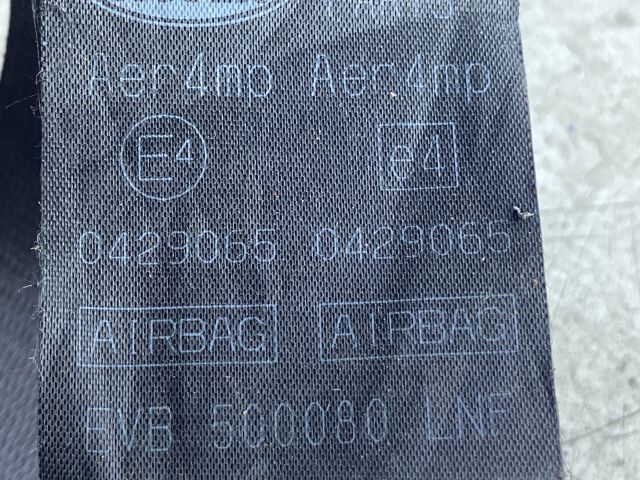 Aer4mp Aer4mp
E4 e4
0429065 0429065
AIRBAG AIRBAG
EVB 500080 LNF